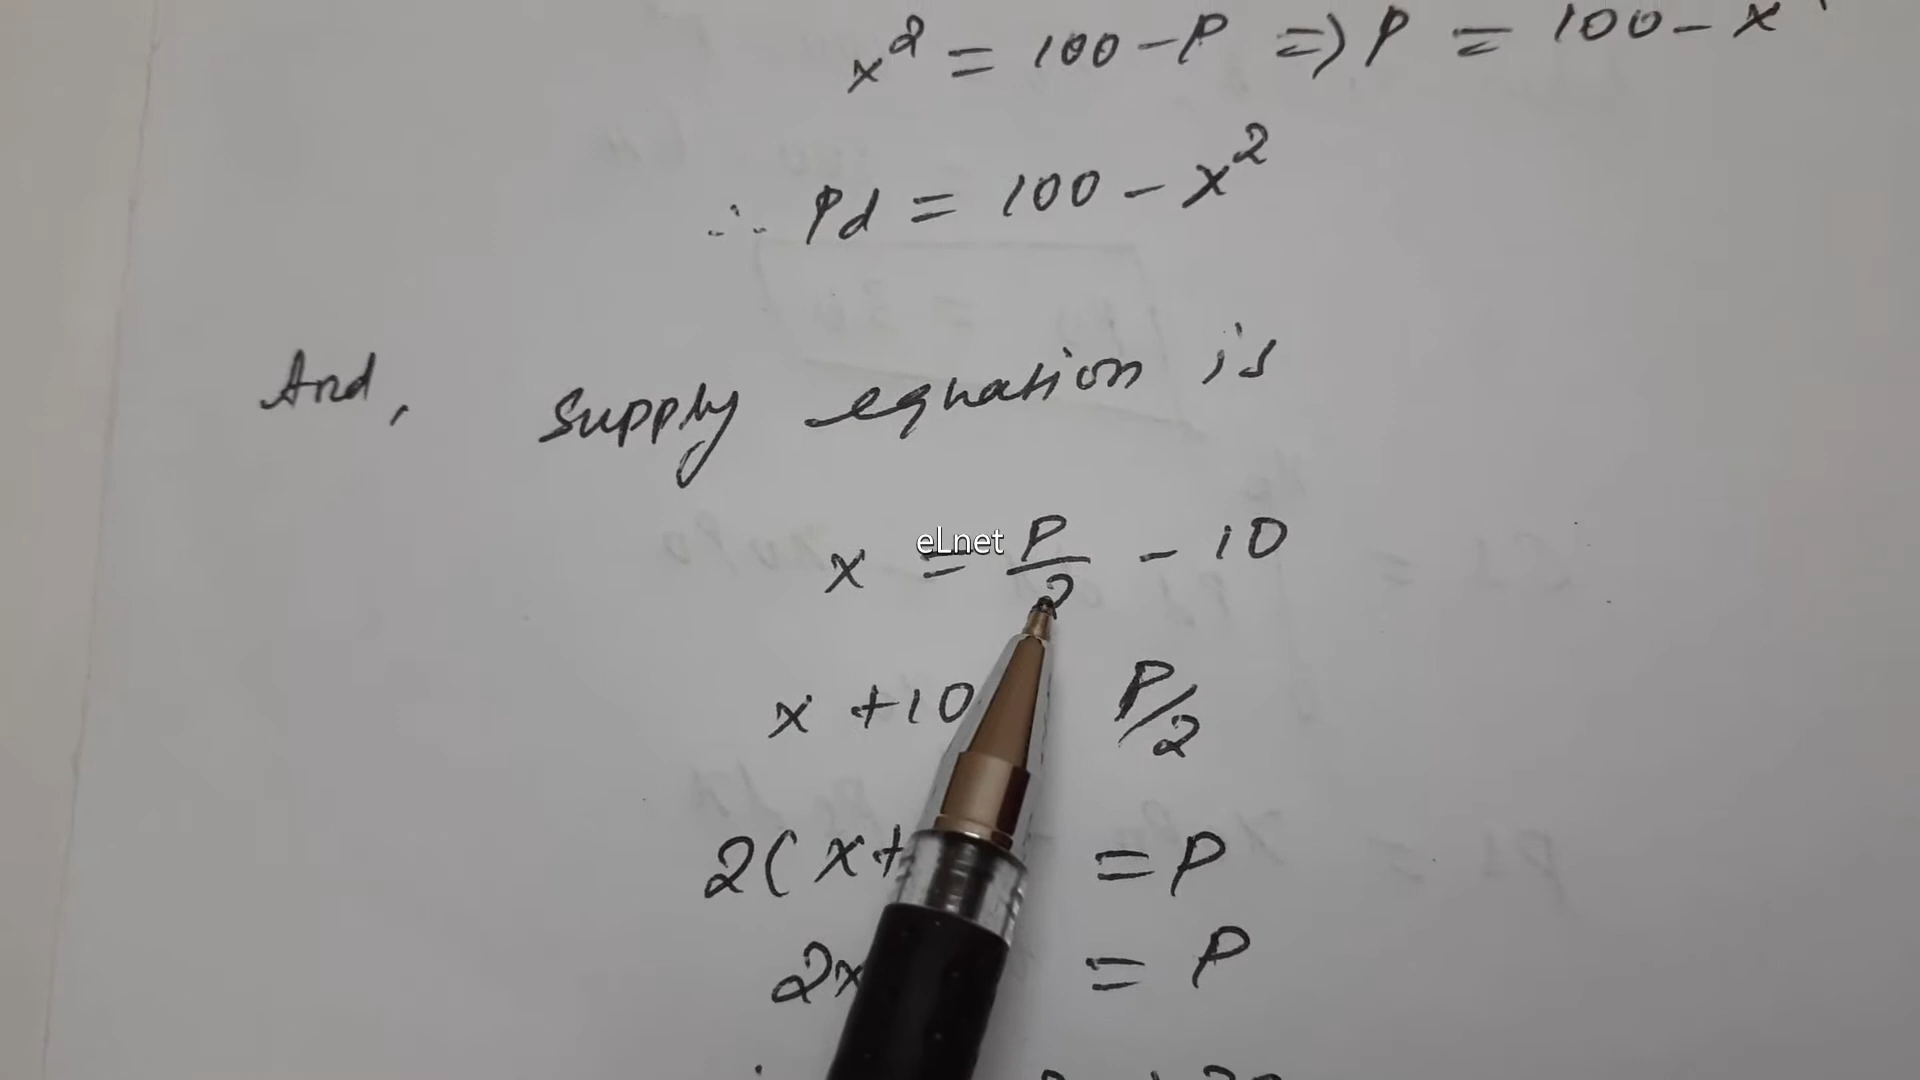 x² = 100 - P ⇒ P = 100 - x
∴ Pd = 100 - x²
And, Supply equation is
x = P/2 - 10
eLnet
x + 10 P/2
2(x+ = P
2x = P